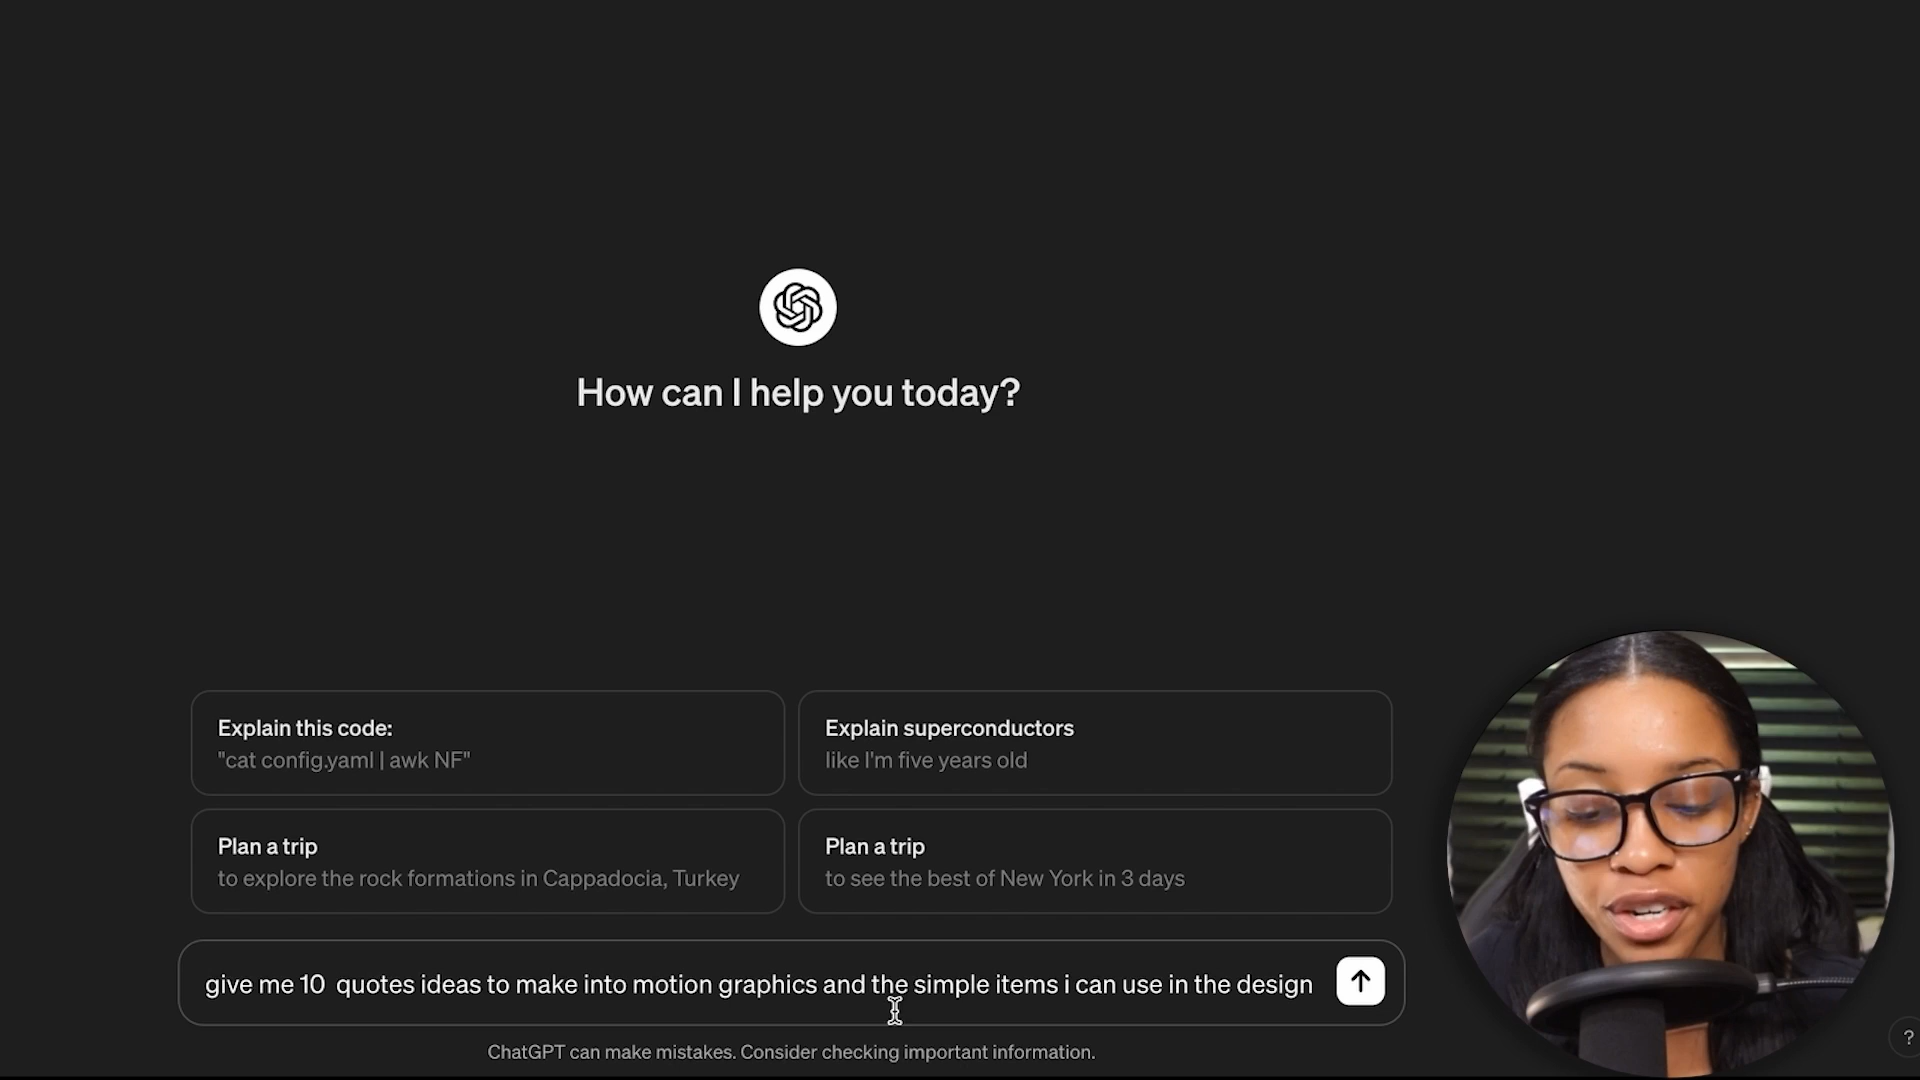 How can I help you today?
Explain this code:
"cat config.yaml | awk NF"
Explain superconductors
like I'm five years old
Plan a trip
to explore the rock formations in Cappadocia, Turkey
Plan a trip
to see the best of New York in 3 days
give me 10  quotes ideas to make into motion graphics and the simple items i can use in the design
ChatGPT can make mistakes. Consider checking important information.
?